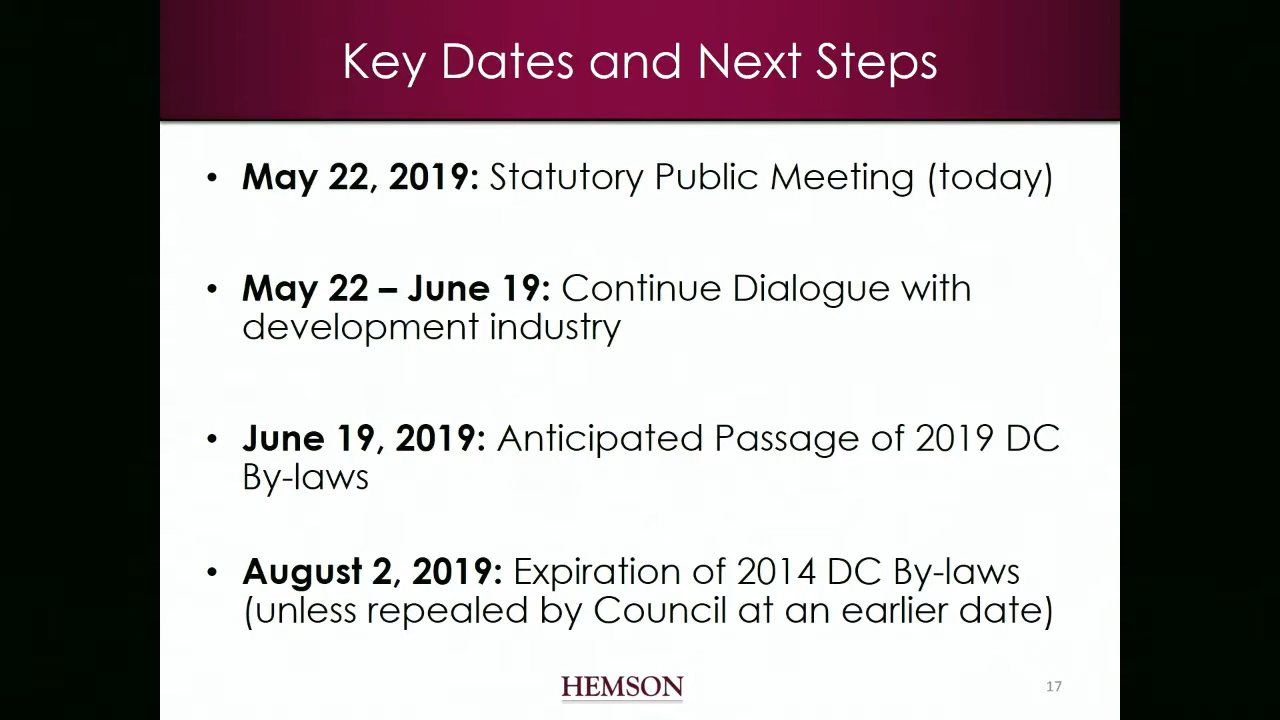 Key Dates and Next Steps
• May 22, 2019: Statutory Public Meeting (today)
• May 22 – June 19: Continue Dialogue with
development industry
• June 19, 2019: Anticipated Passage of 2019 DC
By-laws
• August 2, 2019: Expiration of 2014 DC By-laws
(unless repealed by Council at an earlier date)
HEMSON
17